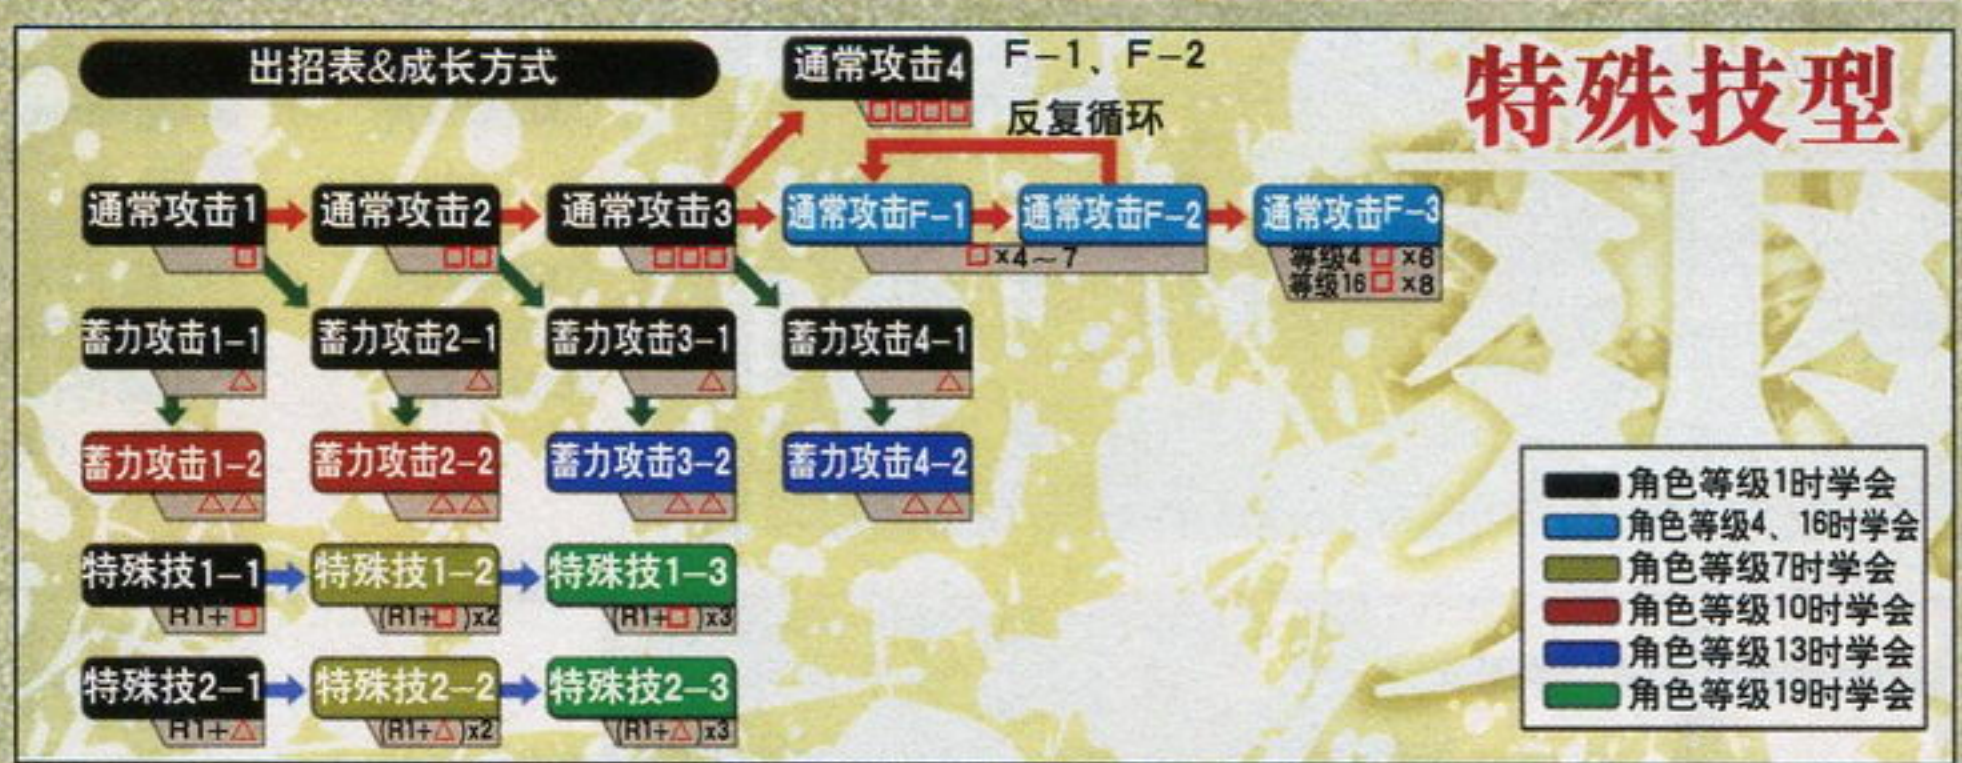 出招表&成长方式
通常攻击4
□□□□
F-1、F-2
反复循环
特殊技型
通常攻击1
□
通常攻击2
□□
通常攻击3
□□□
通常攻击F-1
通常攻击F-2
□×4~7
通常攻击F-3
等级4 □ ×6
等级16 □ ×8
蓄力攻击1-1
△
蓄力攻击2-1
△
蓄力攻击3-1
△
蓄力攻击4-1
△
蓄力攻击1-2
△△
蓄力攻击2-2
△△
蓄力攻击3-2
△△
蓄力攻击4-2
△△
特殊技1-1
R1+□
特殊技1-2
(R1+□)x2
特殊技1-3
(R1+□)x3
特殊技2-1
R1+△
特殊技2-2
(R1+△)x2
特殊技2-3
(R1+△)x3
角色等级1时学会
角色等级4、16时学会
角色等级7时学会
角色等级10时学会
角色等级13时学会
角色等级19时学会